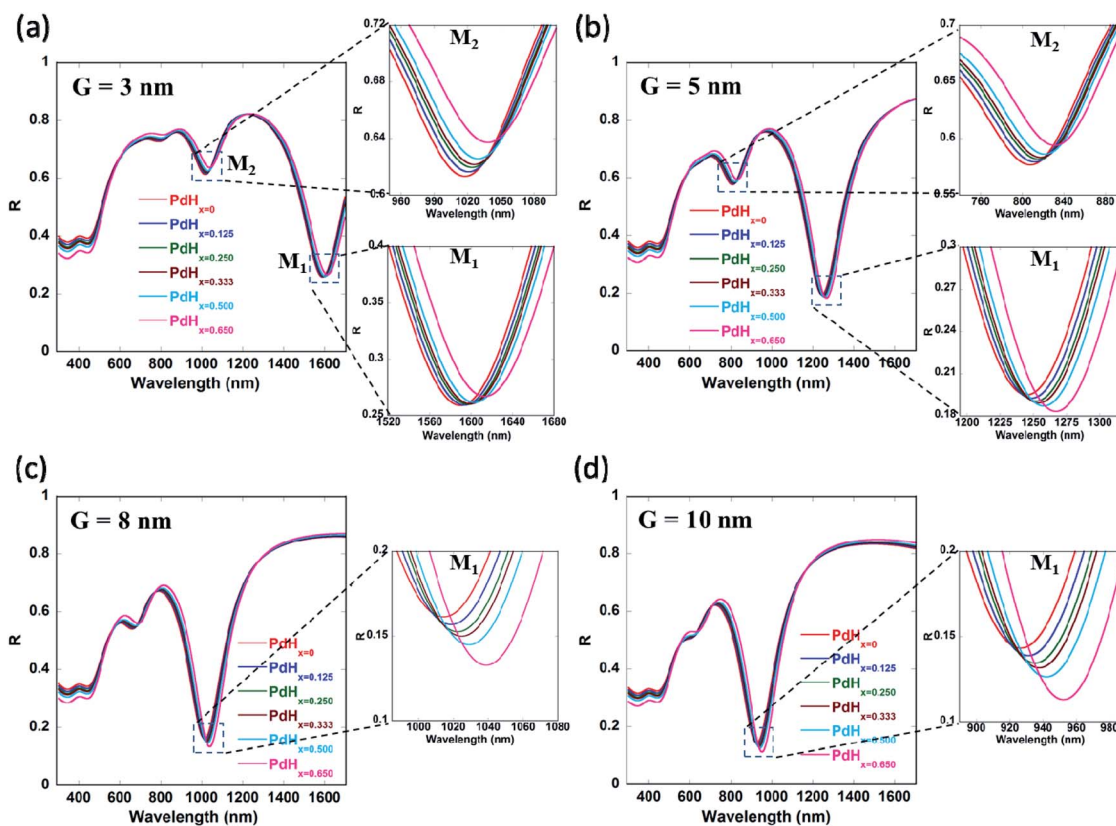 (a)
G = 3 nm
R
1
0.8
0.6
0.4
0.2
0
400 600 800 1000 1200 1400 1600
Wavelength (nm)
M2
M1
PdHx=0
PdHx=0.125
PdHx=0.250
PdHx=0.333
PdHx=0.500
PdHx=0.650
M2
R
0.72
0.68
0.64
0.6
960 990 1020 1050 1080
Wavelength (nm)
M1
R
0.4
0.35
0.3
0.25
1520 1560 1600 1640 1680
Wavelength (nm)
(b)
G = 5 nm
R
1
0.8
0.6
0.4
0.2
0
400 600 800 1000 1200 1400 1600
Wavelength (nm)
PdHx=0
PdHx=0.125
PdHx=0.250
PdHx=0.333
PdHx=0.500
PdHx=0.650
M2
R
0.7
0.65
0.6
0.55
760 800 840 880
Wavelength (nm)
M1
R
0.3
0.28
0.26
0.23
0.21
0.19
0.18
1200 1225 1250 1275 1300
Wavelength (nm)
(c)
G = 8 nm
R
1
0.8
0.6
0.4
0.2
0
400 600 800 1000 1200 1400 1600
Wavelength (nm)
PdHx=0
PdHx=0.125
PdHx=0.250
PdHx=0.333
PdHx=0.500
PdHx=0.650
M1
R
0.2
0.15
0.1
1000 1020 1040 1060 1080
Wavelength (nm)
(d)
G = 10 nm
R
1
0.8
0.6
0.4
0.2
0
400 600 800 1000 1200 1400 1600
Wavelength (nm)
PdHx=0
PdHx=0.125
PdHx=0.250
PdHx=0.333
PdHx=0.500
PdHx=0.650
M1
R
0.2
0.15
0.1
900 920 940 960 980
Wavelength (nm)